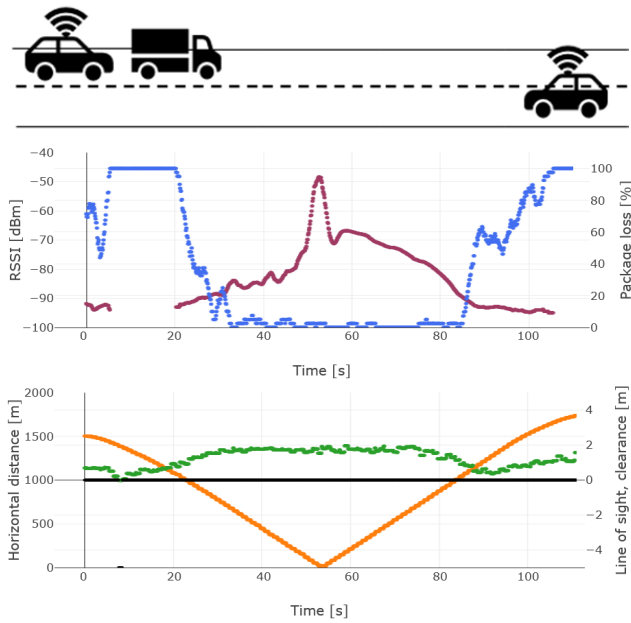 −40
−50
−60
−70
−80
−90
−100
RSSI [dBm]
100
80
60
40
20
0
Package loss [%]
0 20 40 60 80 100
Time [s]
2000
1500
1000
500
0
Horizontal distance [m]
4
2
0
−2
−4
Line of sight, clearance [m]
0 20 40 60 80 100
Time [s]